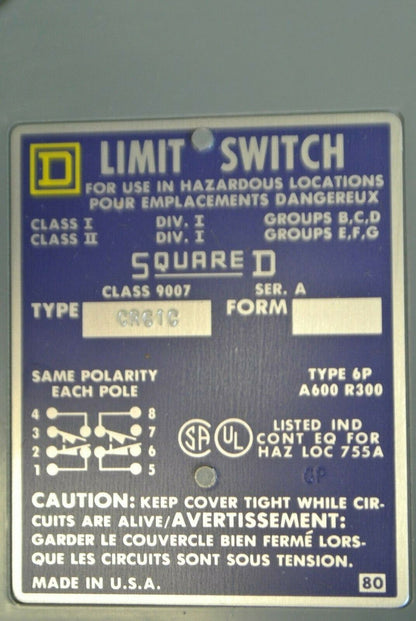 D LIMIT SWITCH
FOR USE IN HAZARDOUS LOCATIONS
POUR EMPLACEMENTS DANGEREUX
CLASS I DIV. I GROUPS B,C,D
CLASS II DIV. I GROUPS E,F,G
SQUARE D
CLASS 9007 SER. A
TYPE CR61C FORM
SAME POLARITY
EACH POLE
TYPE 6P
A600 R300
4 8
3 7
2 6
1 5
SA UL
LISTED IND
CONT EQ FOR
HAZ LOC 755A
6P
CAUTION: KEEP COVER TIGHT WHILE CIR-
CUITS ARE ALIVE/AVERTISSEMENT:
GARDER LE COUVERCLE BIEN FERMÉ LORS-
QUE LES CIRCUITS SONT SOUS TENSION.
MADE IN U.S.A. 80